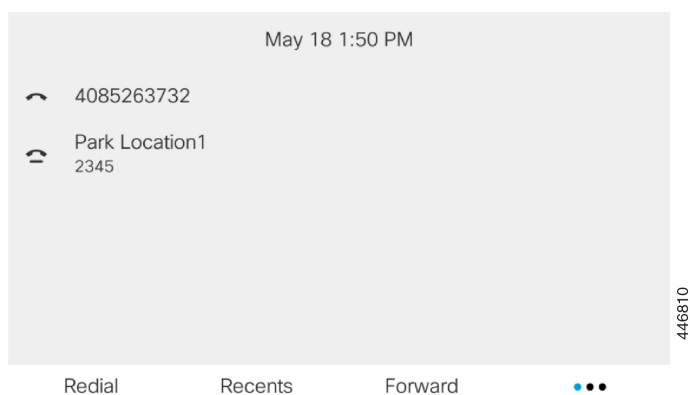 May 18 1:50 PM
4085263732
Park Location1
2345
446810
Redial Recents Forward